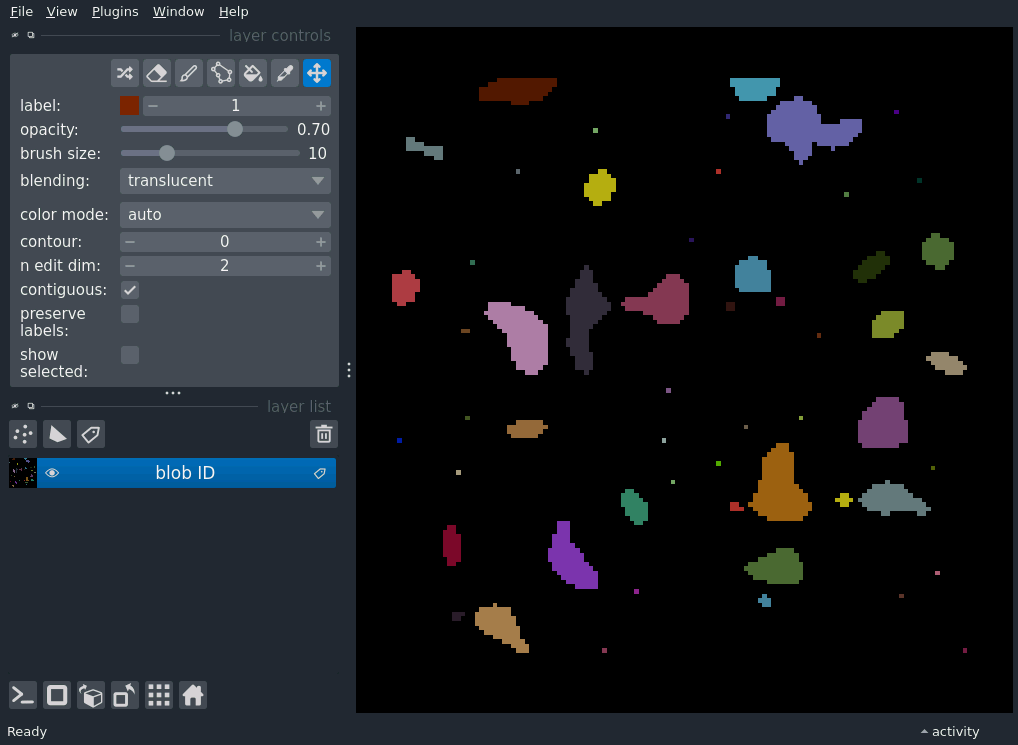 File View Plugins Window Help
layer controls
label: 1
opacity: 0.70
brush size: 10
blending: translucent
color mode: auto
contour: 0
n edit dim: 2
contiguous:
preserve
labels:
show
selected:
layer list
blob ID
Ready
activity